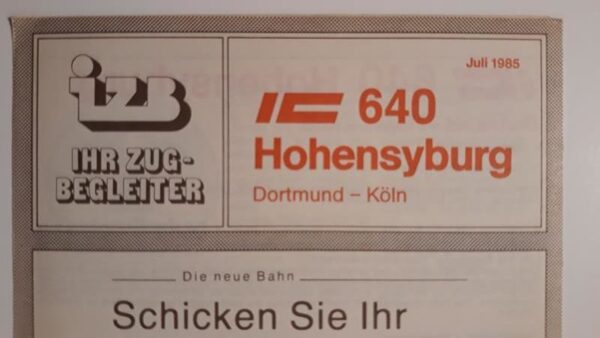 izb
IHR ZUG-
BEGLEITER
Juli 1985
IC 640
Hohensyburg
Dortmund – Köln
Die neue Bahn
Schicken Sie Ihr